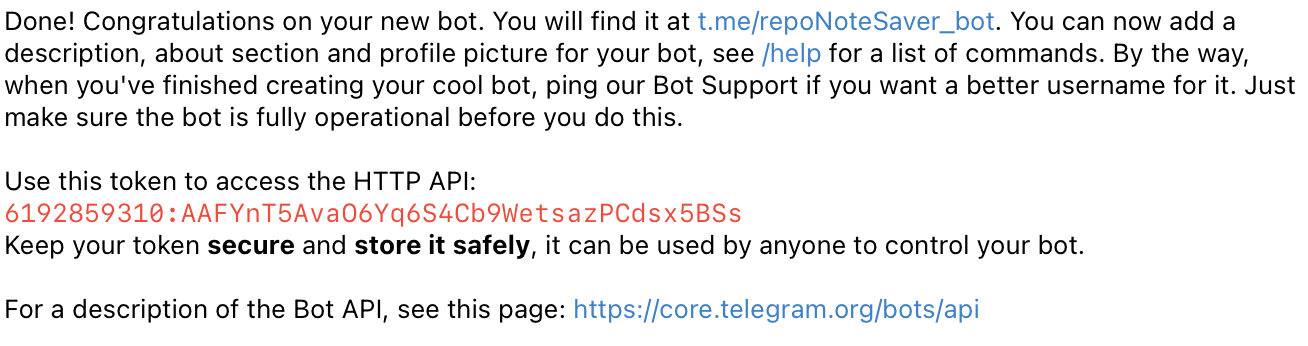 Done! Congratulations on your new bot. You will find it at t.me/repoNoteSaver_bot. You can now add a
description, about section and profile picture for your bot, see /help for a list of commands. By the way,
when you've finished creating your cool bot, ping our Bot Support if you want a better username for it. Just
make sure the bot is fully operational before you do this.

Use this token to access the HTTP API:
6192859310:AAFYnT5AvaO6Yq6S4Cb9WetsazPCdsx5BSs
Keep your token secure and store it safely, it can be used by anyone to control your bot.

For a description of the Bot API, see this page: https://core.telegram.org/bots/api